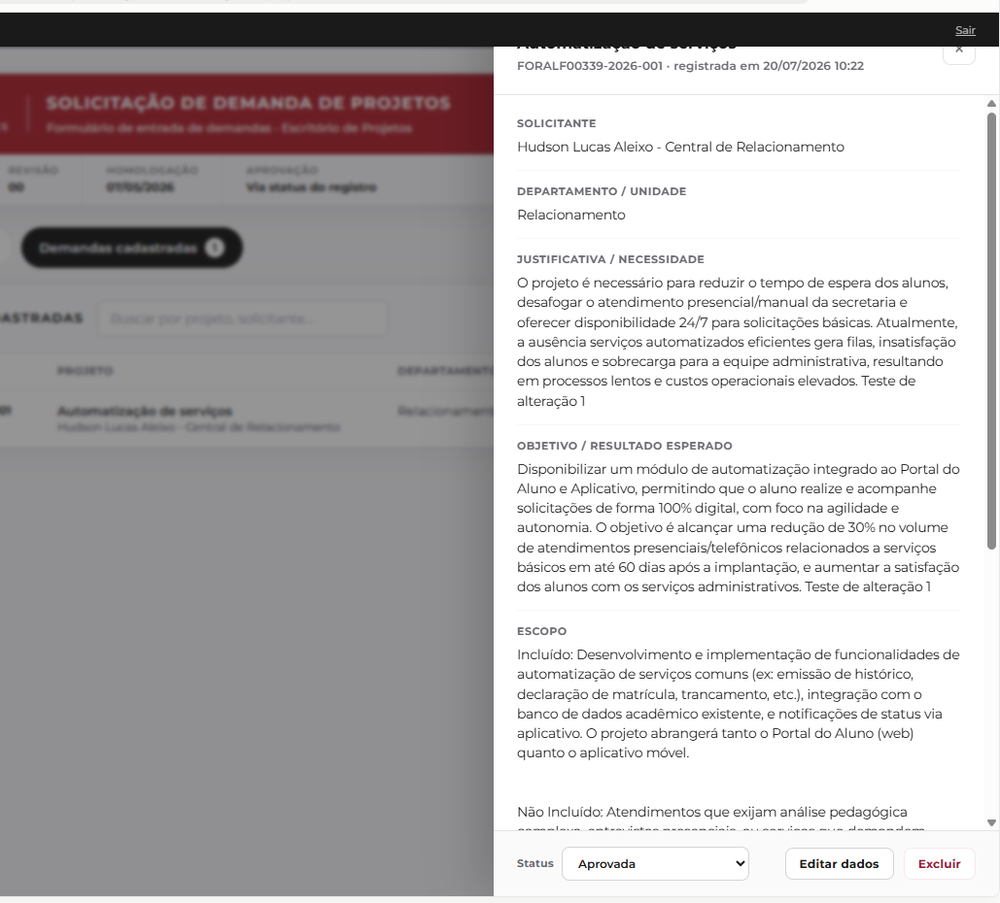 Sair
Automatização de serviços
×
FORALF00339-2026-001 · registrada em 20/07/2026 10:22
SOLICITAÇÃO DE DEMANDA DE PROJETOS
Formulário de entrada de demandas - Escritório de Projetos
REVISÃO
00
HOMOLOGAÇÃO
07/05/2026
APROVAÇÃO
Via status do registro
Demandas cadastradas 1
ASTRADAS
Buscar por projeto, solicitante...
PROJETO
DEPARTAMENTO
Automatização de serviços
Hudson Lucas Aleixo - Central de Relacionamento
Relacionament
SOLICITANTE
Hudson Lucas Aleixo - Central de Relacionamento
DEPARTAMENTO / UNIDADE
Relacionamento
JUSTIFICATIVA / NECESSIDADE
O projeto é necessário para reduzir o tempo de espera dos alunos,
desafogar o atendimento presencial/manual da secretaria e
oferecer disponibilidade 24/7 para solicitações básicas. Atualmente,
a ausência serviços automatizados eficientes gera filas, insatisfação
dos alunos e sobrecarga para a equipe administrativa, resultando
em processos lentos e custos operacionais elevados. Teste de
alteração 1
OBJETIVO / RESULTADO ESPERADO
Disponibilizar um módulo de automatização integrado ao Portal do
Aluno e Aplicativo, permitindo que o aluno realize e acompanhe
solicitações de forma 100% digital, com foco na agilidade e
autonomia. O objetivo é alcançar uma redução de 30% no volume
de atendimentos presenciais/telefônicos relacionados a serviços
básicos em até 60 dias após a implantação, e aumentar a satisfação
dos alunos com os serviços administrativos. Teste de alteração 1
ESCOPO
Incluído: Desenvolvimento e implementação de funcionalidades de
automatização de serviços comuns (ex: emissão de histórico,
declaração de matrícula, trancamento, etc.), integração com o
banco de dados acadêmico existente, e notificações de status via
aplicativo. O projeto abrangerá tanto o Portal do Aluno (web)
quanto o aplicativo móvel.
Não Incluído: Atendimentos que exijam análise pedagógica
complexa, entrevistas presenciais, ou serviços que demandem
Status
Aprovada
Editar dados
Excluir